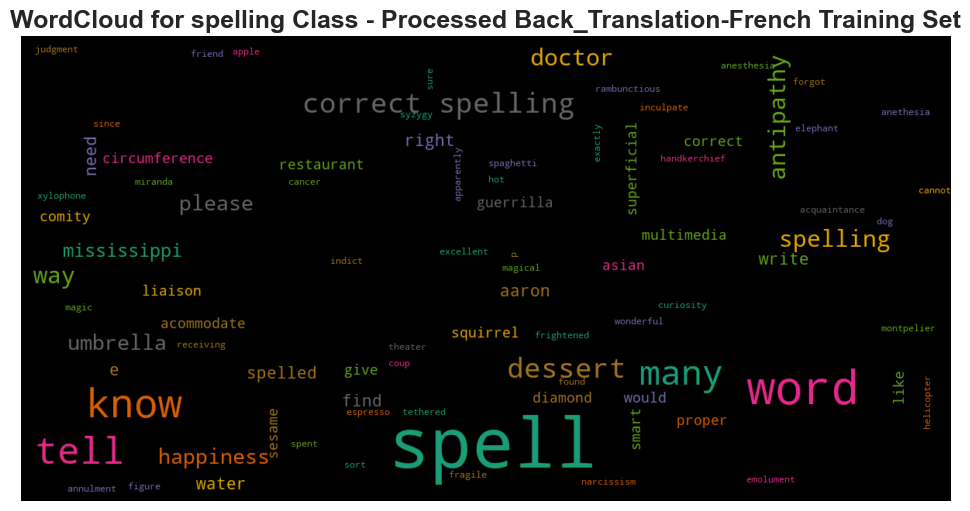 WordCloud for spelling Class - Processed Back_Translation-French Training Set
judgment
friend
apple
doctor
antipathy
anesthesia
sure
forgot
rambunctious
correct spelling
inculpate
syzygy
anethesia
since
exactly
elephant
need
right
superficial
correct
circumference
restaurant
apparently
spaghetti
handkerchief
miranda
cancer
hot
xylophone
cannot
please
guerrilla
comity
acquaintance
dog
mississippi
excellent
multimedia
spelling
indict
p
magical
asian
write
way
liaison
aaron
magic
curiosity
acommodate
wonderful
squirrel
frightened
montpelier
umbrella
receiving
theater
e
spelled
give
coup
dessert
found
many
word
like
helicopter
know
find
diamond
would
espresso
tethered
smart
proper
sesame
tell
spell
spent
happiness
sort
fragile
water
narcissism
emolument
annulment
figure